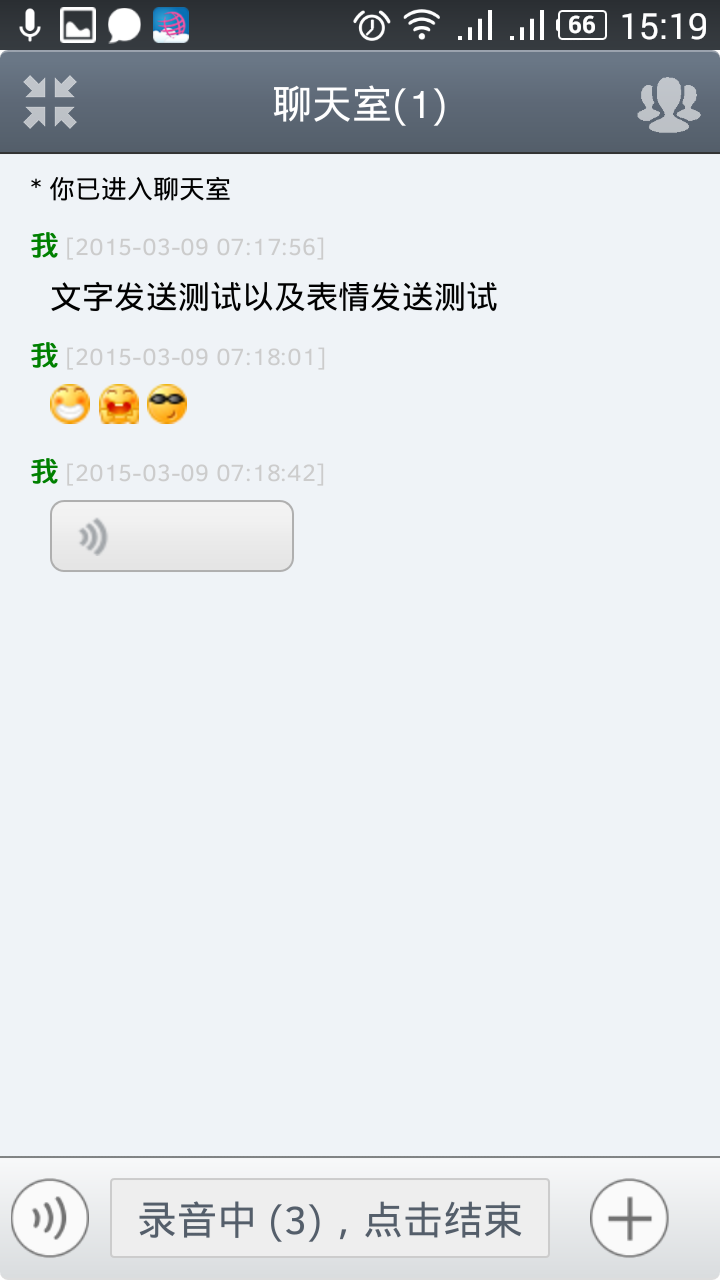 66 15:19
聊天室(1)
* 你已进入聊天室
我 [2015-03-09 07:17:56]
文字发送测试以及表情发送测试
我 [2015-03-09 07:18:01]
我 [2015-03-09 07:18:42]
录音中 (3) , 点击结束